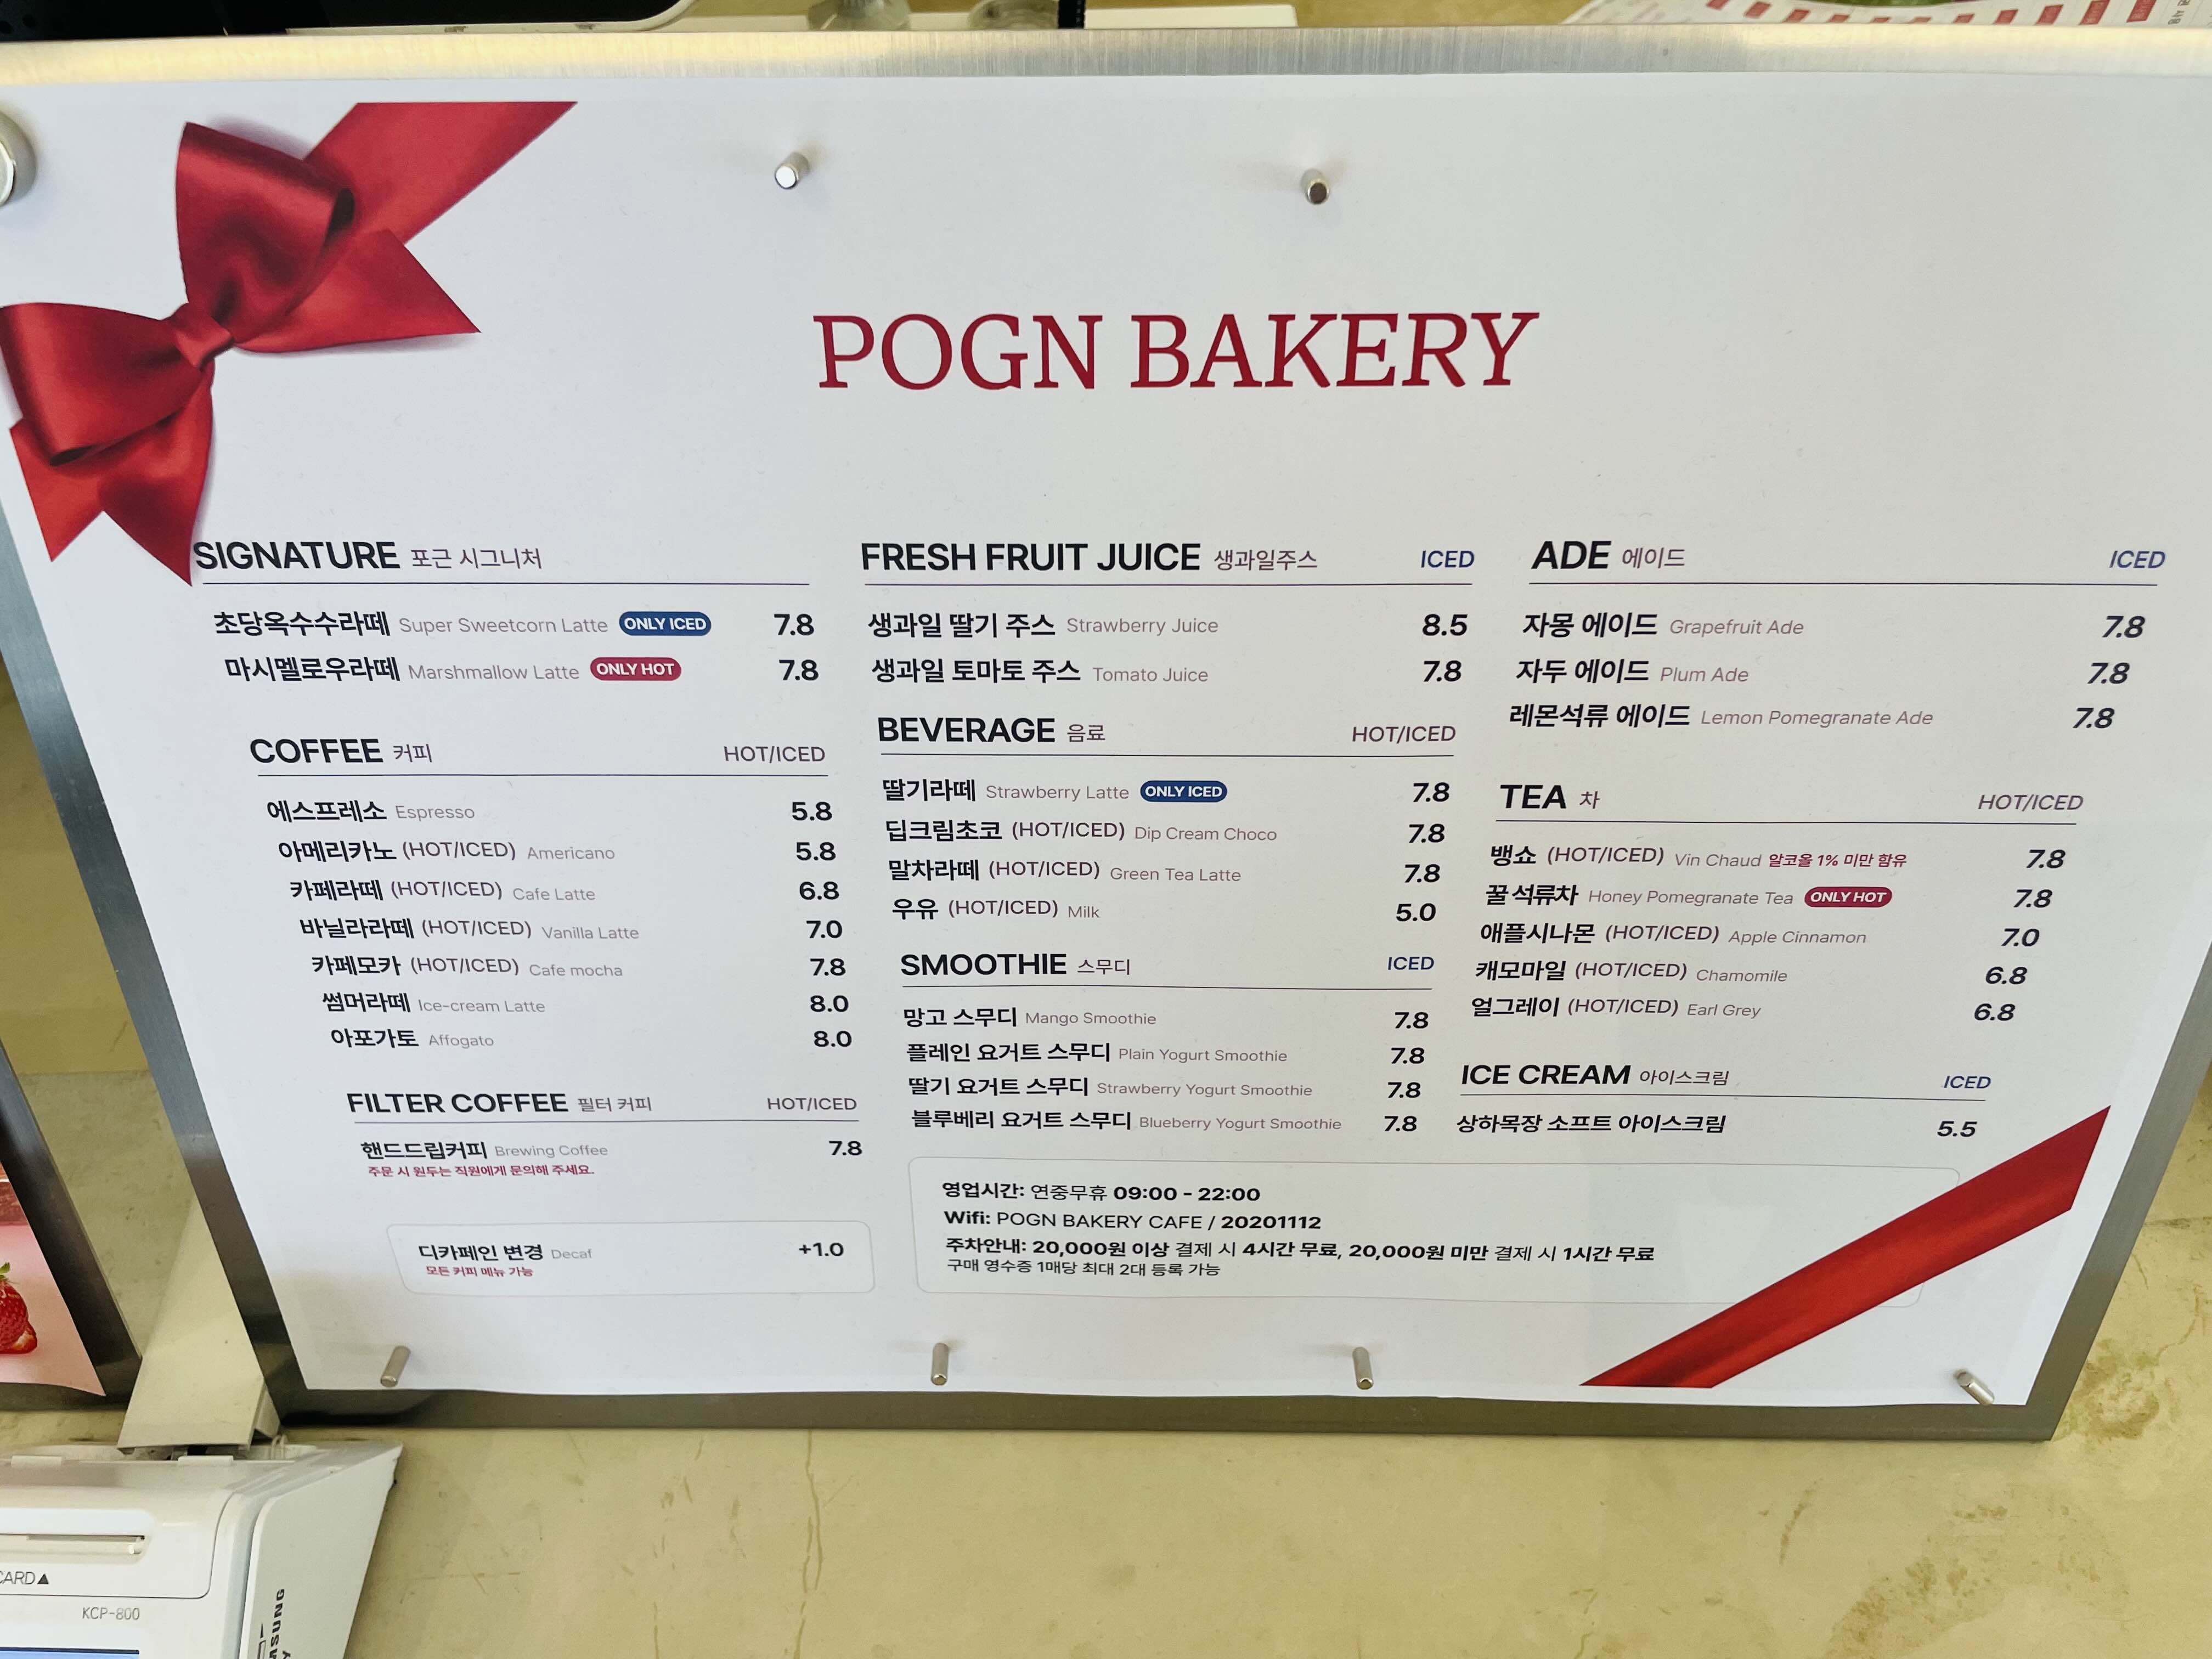 POGN BAKERY
SIGNATURE 포근 시그니처
초당옥수수라떼 Super Sweetcorn Latte ONLY ICED 7.8
마시멜로우라떼 Marshmallow Latte ONLY HOT 7.8
COFFEE 커피 HOT/ICED
에스프레소 Espresso 5.8
아메리카노 (HOT/ICED) Americano 5.8
카페라떼 (HOT/ICED) Cafe Latte 6.8
바닐라라떼 (HOT/ICED) Vanilla Latte 7.0
카페모카 (HOT/ICED) Cafe mocha 7.8
썸머라떼 Ice-cream Latte 8.0
아포가토 Affogato 8.0
FILTER COFFEE 필터 커피 HOT/ICED
핸드드립커피 Brewing Coffee 7.8
주문 시 원두는 직원에게 문의해 주세요.
디카페인 변경 Decaf +1.0
모든 커피 메뉴 가능
FRESH FRUIT JUICE 생과일주스 ICED
생과일 딸기 주스 Strawberry Juice 8.5
생과일 토마토 주스 Tomato Juice 7.8
BEVERAGE 음료 HOT/ICED
딸기라떼 Strawberry Latte ONLY ICED 7.8
딥크림초코 (HOT/ICED) Dip Cream Choco 7.8
말차라떼 (HOT/ICED) Green Tea Latte 7.8
우유 (HOT/ICED) Milk 5.0
SMOOTHIE 스무디 ICED
망고 스무디 Mango Smoothie 7.8
플레인 요거트 스무디 Plain Yogurt Smoothie 7.8
딸기 요거트 스무디 Strawberry Yogurt Smoothie 7.8
블루베리 요거트 스무디 Blueberry Yogurt Smoothie 7.8
ADE 에이드 ICED
자몽 에이드 Grapefruit Ade 7.8
자두 에이드 Plum Ade 7.8
레몬석류 에이드 Lemon Pomegranate Ade 7.8
TEA 차 HOT/ICED
뱅쇼 (HOT/ICED) Vin Chaud 알코올 1% 미만 함유 7.8
꿀석류차 Honey Pomegranate Tea ONLY HOT 7.8
애플시나몬 (HOT/ICED) Apple Cinnamon 7.0
캐모마일 (HOT/ICED) Chamomile 6.8
얼그레이 (HOT/ICED) Earl Grey 6.8
ICE CREAM 아이스크림 ICED
상하목장 소프트 아이스크림 5.5
영업시간: 연중무휴 09:00 - 22:00
Wifi: POGN BAKERY CAFE / 20201112
주차안내: 20,000원 이상 결제 시 4시간 무료, 20,000원 미만 결제 시 1시간 무료
구매 영수증 1매당 최대 2대 등록 가능
CARD▲
KCP-800
SAMSUNG